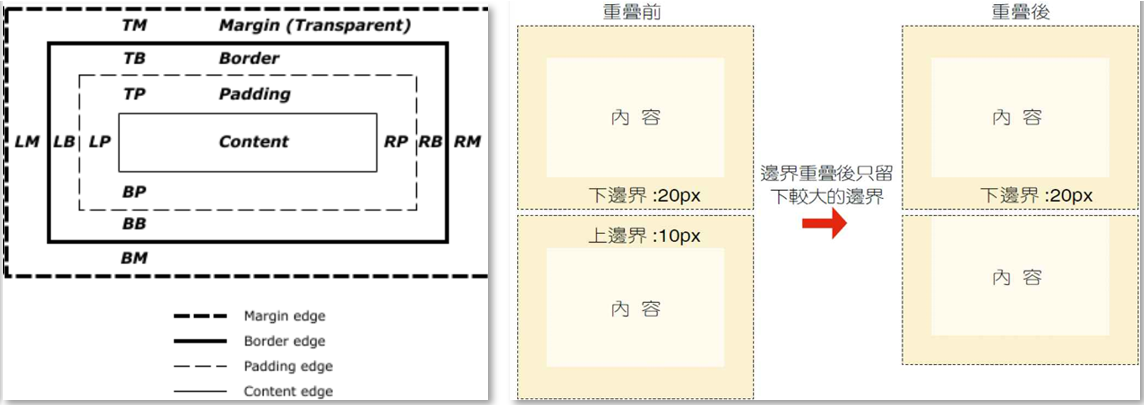 TM Margin (Transparent)
TB Border
TP Padding
LM LB LP Content RP RB RM
BP
BB
BM
Margin edge
Border edge
Padding edge
Content edge
重疊前
內 容
下邊界 :20px
上邊界 :10px
內 容
邊界重疊後只留
下較大的邊界
重疊後
內 容
下邊界 :20px
內 容